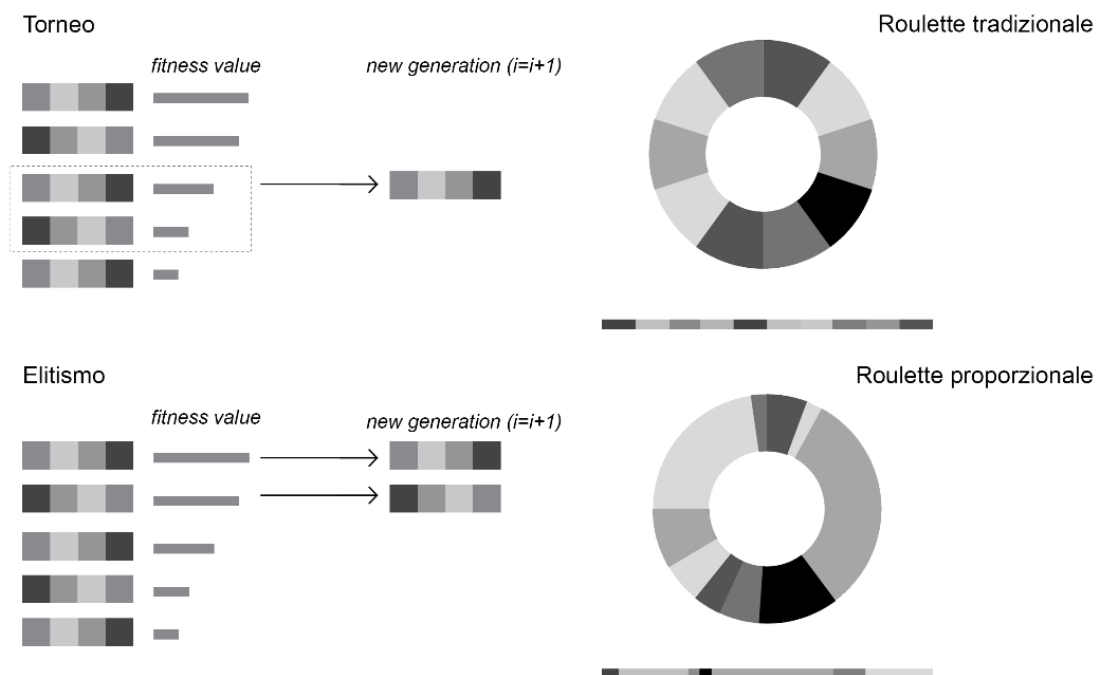 Torneo
Roulette tradizionale
fitness value
new generation (i=i+1)
Elitismo
Roulette proporzionale
fitness value
new generation (i=i+1)